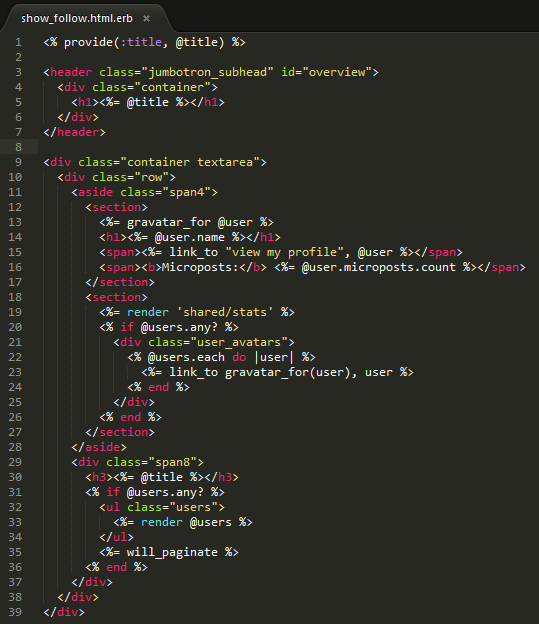 show_follow.html.erb ×
1 <% provide(:title, @title) %>
2
3 <header class="jumbotron_subhead" id="overview">
4   <div class="container">
5     <h1><%= @title %></h1>
6   </div>
7 </header>
8
9 <div class="container textarea">
10   <div class="row">
11     <aside class="span4">
12       <section>
13         <%= gravatar_for @user %>
14         <h1><%= @user.name %></h1>
15         <span><%= link_to "view my profile", @user %></span>
16         <span><b>Microposts:</b> <%= @user.microposts.count %></span>
17       </section>
18       <section>
19         <%= render 'shared/stats' %>
20         <% if @users.any? %>
21           <div class="user_avatars">
22             <% @users.each do |user| %>
23               <%= link_to gravatar_for(user), user %>
24             <% end %>
25           </div>
26         <% end %>
27       </section>
28     </aside>
29     <div class="span8">
30       <h3><%= @title %></h3>
31       <% if @users.any? %>
32         <ul class="users">
33           <%= render @users %>
34         </ul>
35         <%= will_paginate %>
36       <% end %>
37     </div>
38   </div>
39 </div>